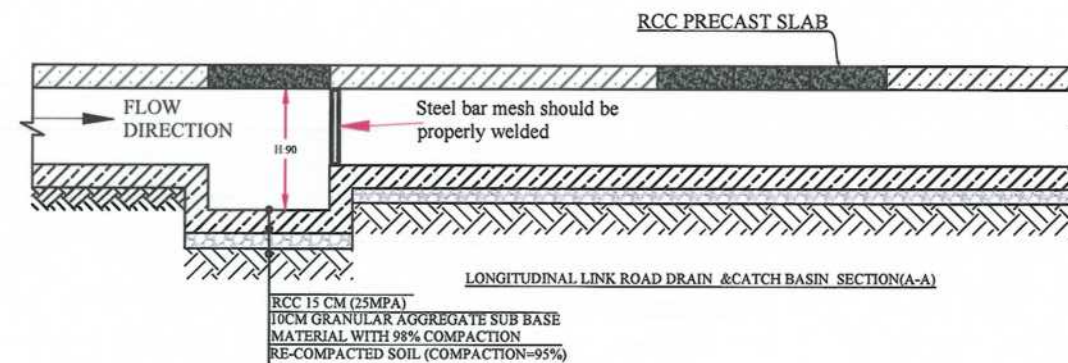 RCC PRECAST SLAB
FLOW
DIRECTION
Steel bar mesh should be
properly welded
H:90
LONGITUDINAL LINK ROAD DRAIN &CATCH BASIN SECTION(A-A)
RCC 15 CM (25MPA)
10CM GRANULAR AGGREGATE SUB BASE
MATERIAL WITH 98% COMPACTION
RE-COMPACTED SOIL (COMPACTION=95%)